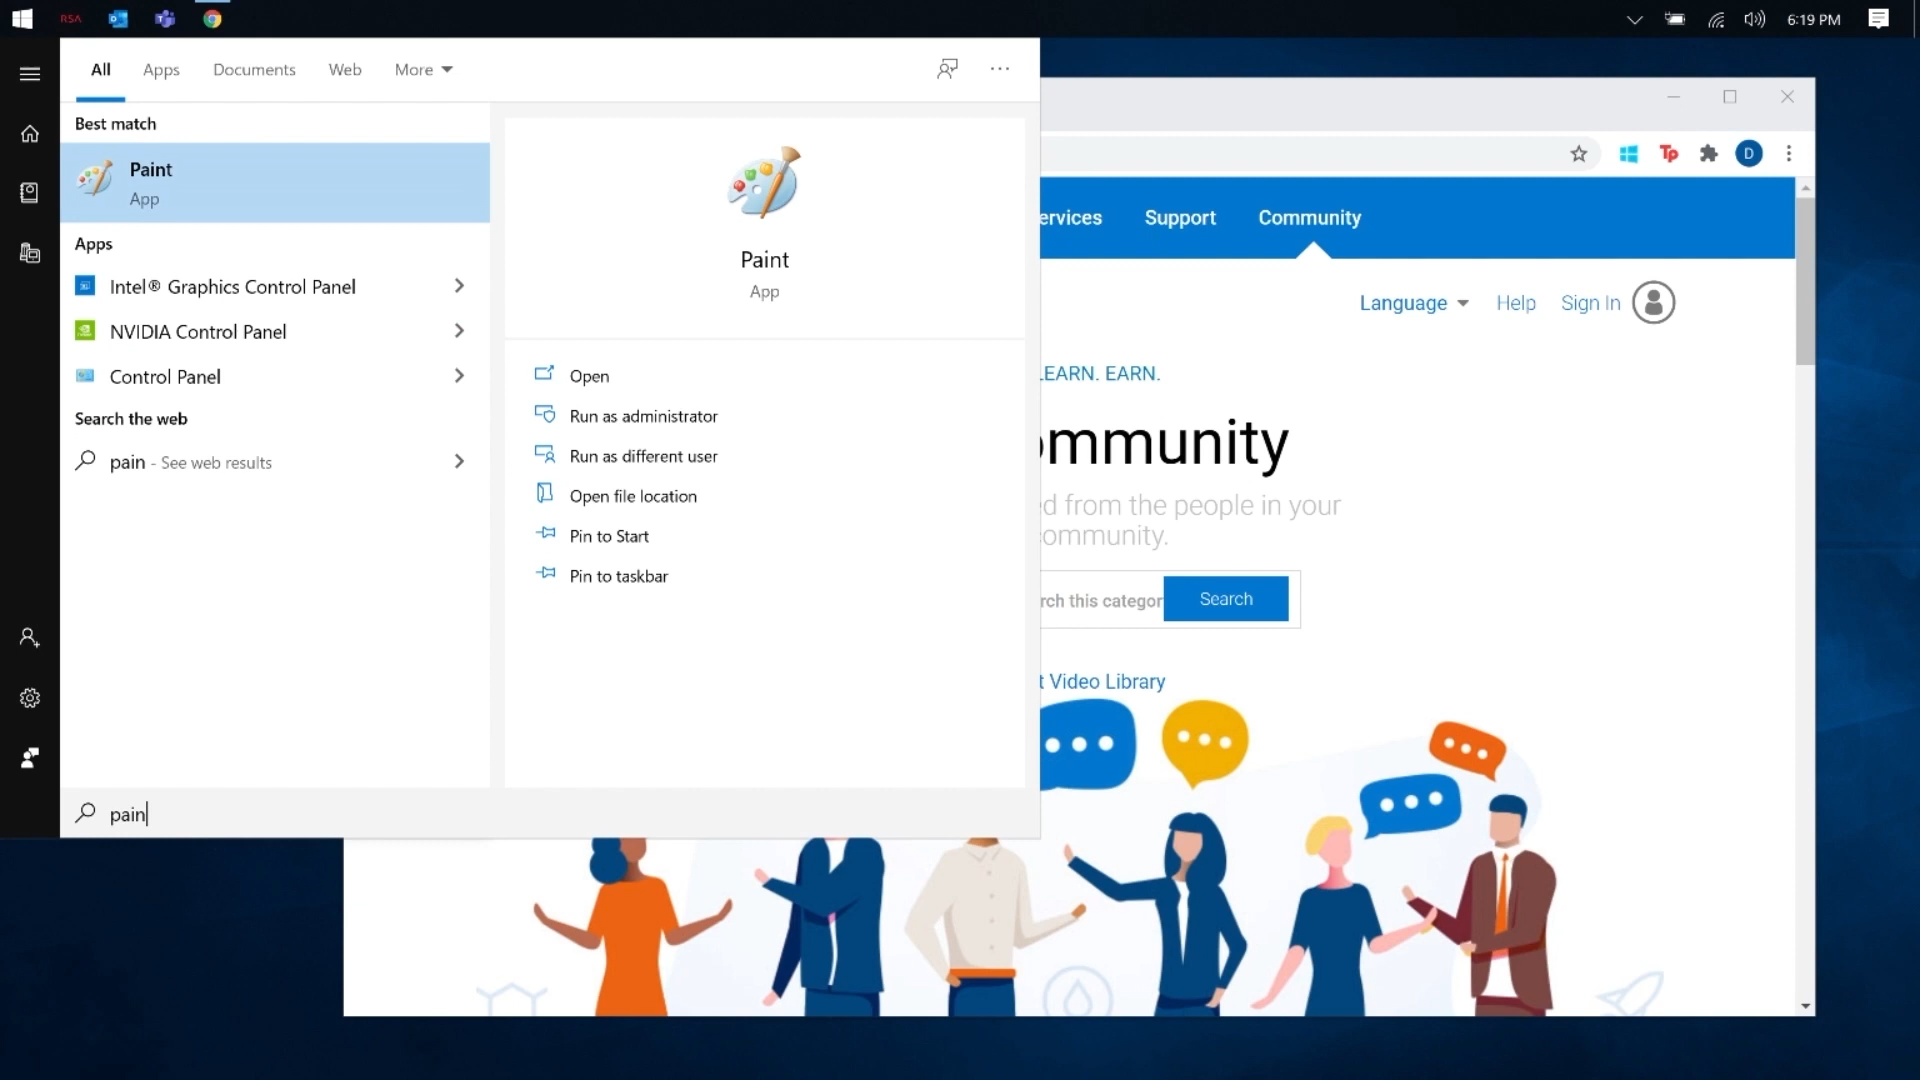 RSA
6:19 PM
All Apps Documents Web More
Best match
Paint
App
Apps
Intel® Graphics Control Panel
NVIDIA Control Panel
Control Panel
Search the web
pain - See web results
pain
Paint
App
Open
Run as administrator
Run as different user
Open file location
Pin to Start
Pin to taskbar
Tp D
ervices Support Community
Language Help Sign In
LEARN. EARN.
ommunity
d from the people in your
ommunity.
rch this categor Search
t Video Library